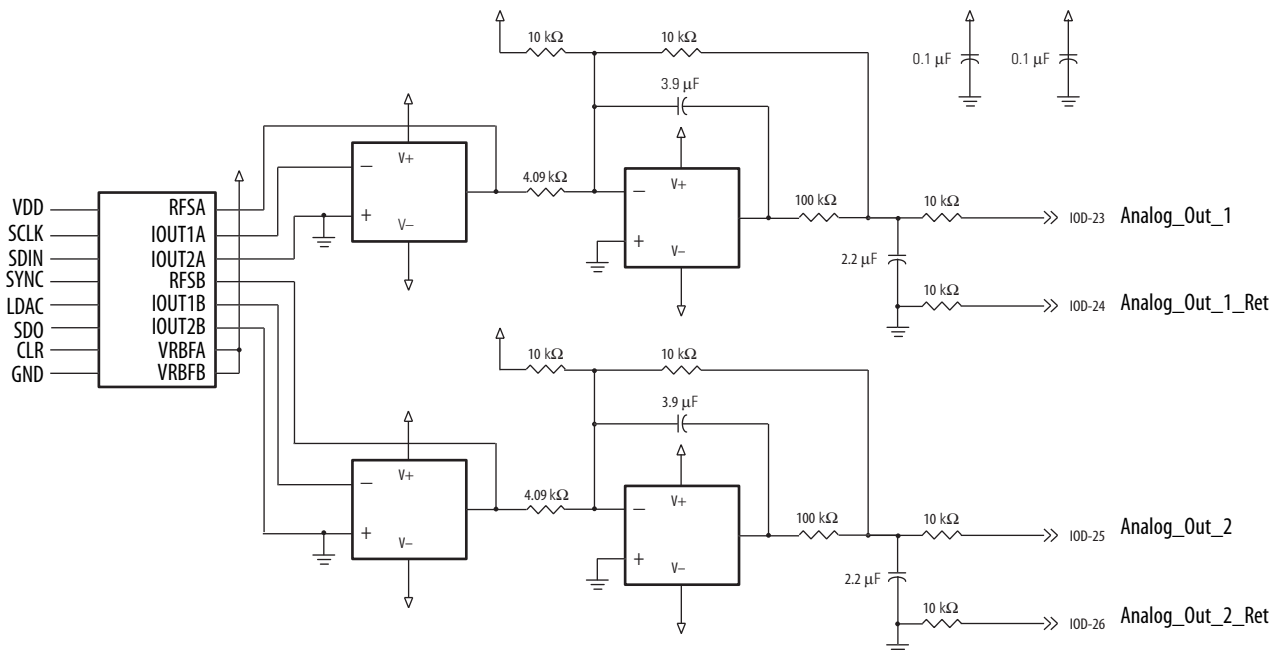 10 kΩ
10 kΩ
0.1 µF
0.1 µF
3.9 µF
V+
−
+
V−
4.09 kΩ
V+
−
+
V−
100 kΩ
10 kΩ
IOD-23 Analog_Out_1
2.2 µF
10 kΩ
IOD-24 Analog_Out_1_Ret
VDD
SCLK
SDIN
SYNC
LDAC
SDO
CLR
GND
RFSA
IOUT1A
IOUT2A
RFSB
IOUT1B
IOUT2B
VRBFA
VRBFB
10 kΩ
10 kΩ
3.9 µF
V+
−
+
V−
4.09 kΩ
V+
−
+
V−
100 kΩ
10 kΩ
IOD-25 Analog_Out_2
2.2 µF
10 kΩ
IOD-26 Analog_Out_2_Ret